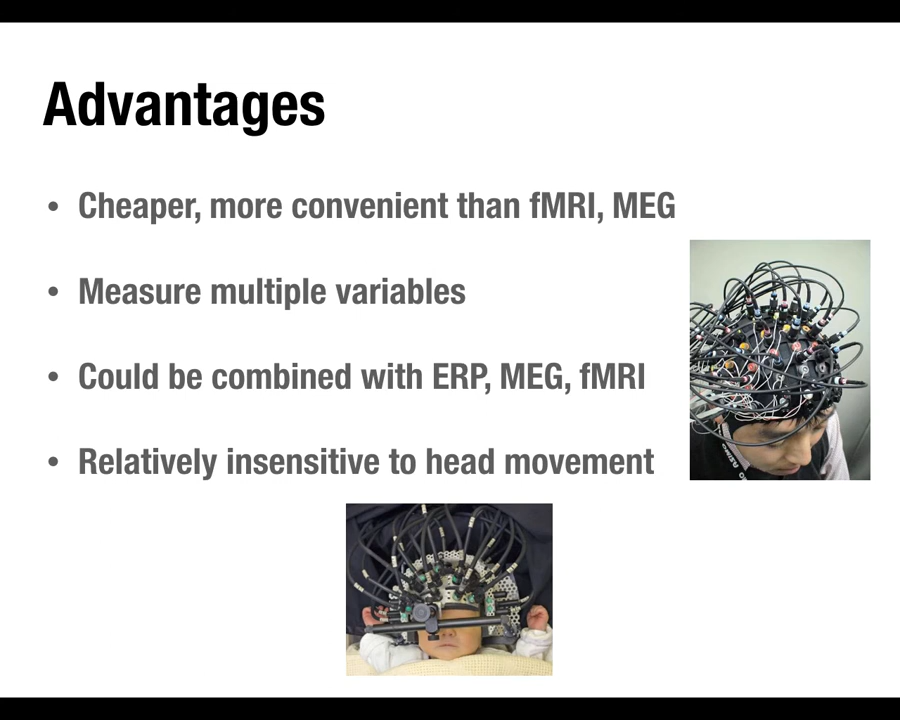 Advantages
• Cheaper, more convenient than fMRI, MEG
• Measure multiple variables
• Could be combined with ERP, MEG, fMRI
• Relatively insensitive to head movement